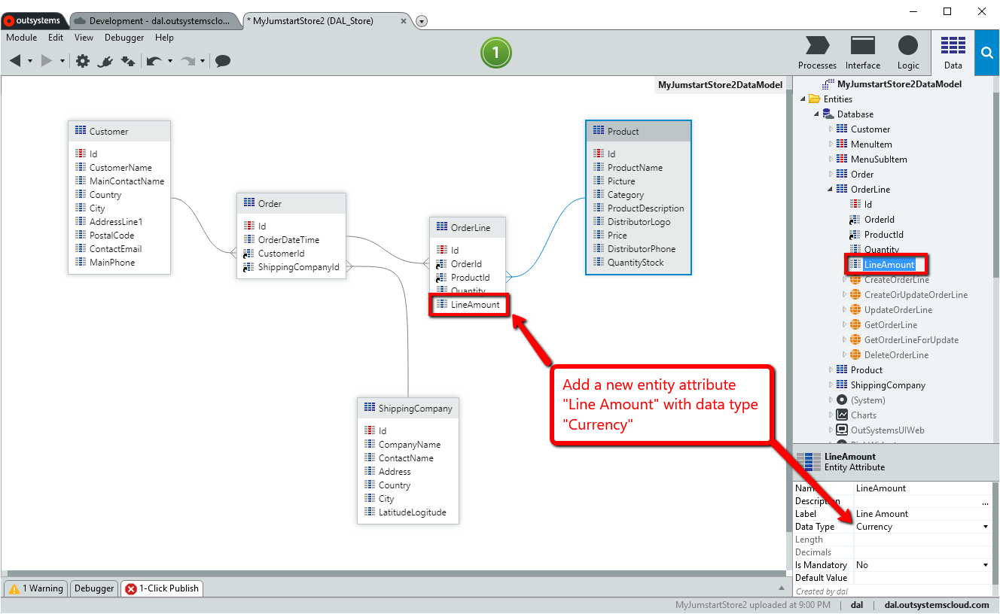 outsystems
Development - dal.outsystemsclo...
* MyJumstartStore2 (DAL_Store)
Module Edit View Debugger Help
1
Processes Interface Logic Data
MyJumstartStore2DataModel
Customer
Id
CustomerName
MainContactName
Country
City
AddressLine1
PostalCode
ContactEmail
MainPhone
Order
Id
OrderDateTime
CustomerId
ShippingCompanyId
OrderLine
Id
OrderId
ProductId
Quantity
LineAmount
Product
Id
ProductName
Picture
Category
ProductDescription
DistributorLogo
Price
DistributorPhone
QuantityStock
ShippingCompany
Id
CompanyName
ContactName
Address
Country
City
LatitudeLogitude
Add a new entity attribute
"Line Amount" with data type
"Currency"
MyJumstartStore2DataModel
Entities
Database
Customer
MenuItem
MenuSubItem
Order
OrderLine
Id
OrderId
ProductId
Quantity
LineAmount
CreateOrderLine
CreateOrUpdateOrderLine
UpdateOrderLine
GetOrderLine
GetOrderLineForUpdate
DeleteOrderLine
Product
ShippingCompany
(System)
Charts
OutSystemsUIWeb
LineAmount
Entity Attribute
Name LineAmount
Description ...
Label Line Amount
Data Type Currency
Length
Decimals
Is Mandatory No
Default Value
Created by dal
1 Warning Debugger 1-Click Publish
MyJumstartStore2 uploaded at 9:00 PM | dal | dal.outsystemscloud.com